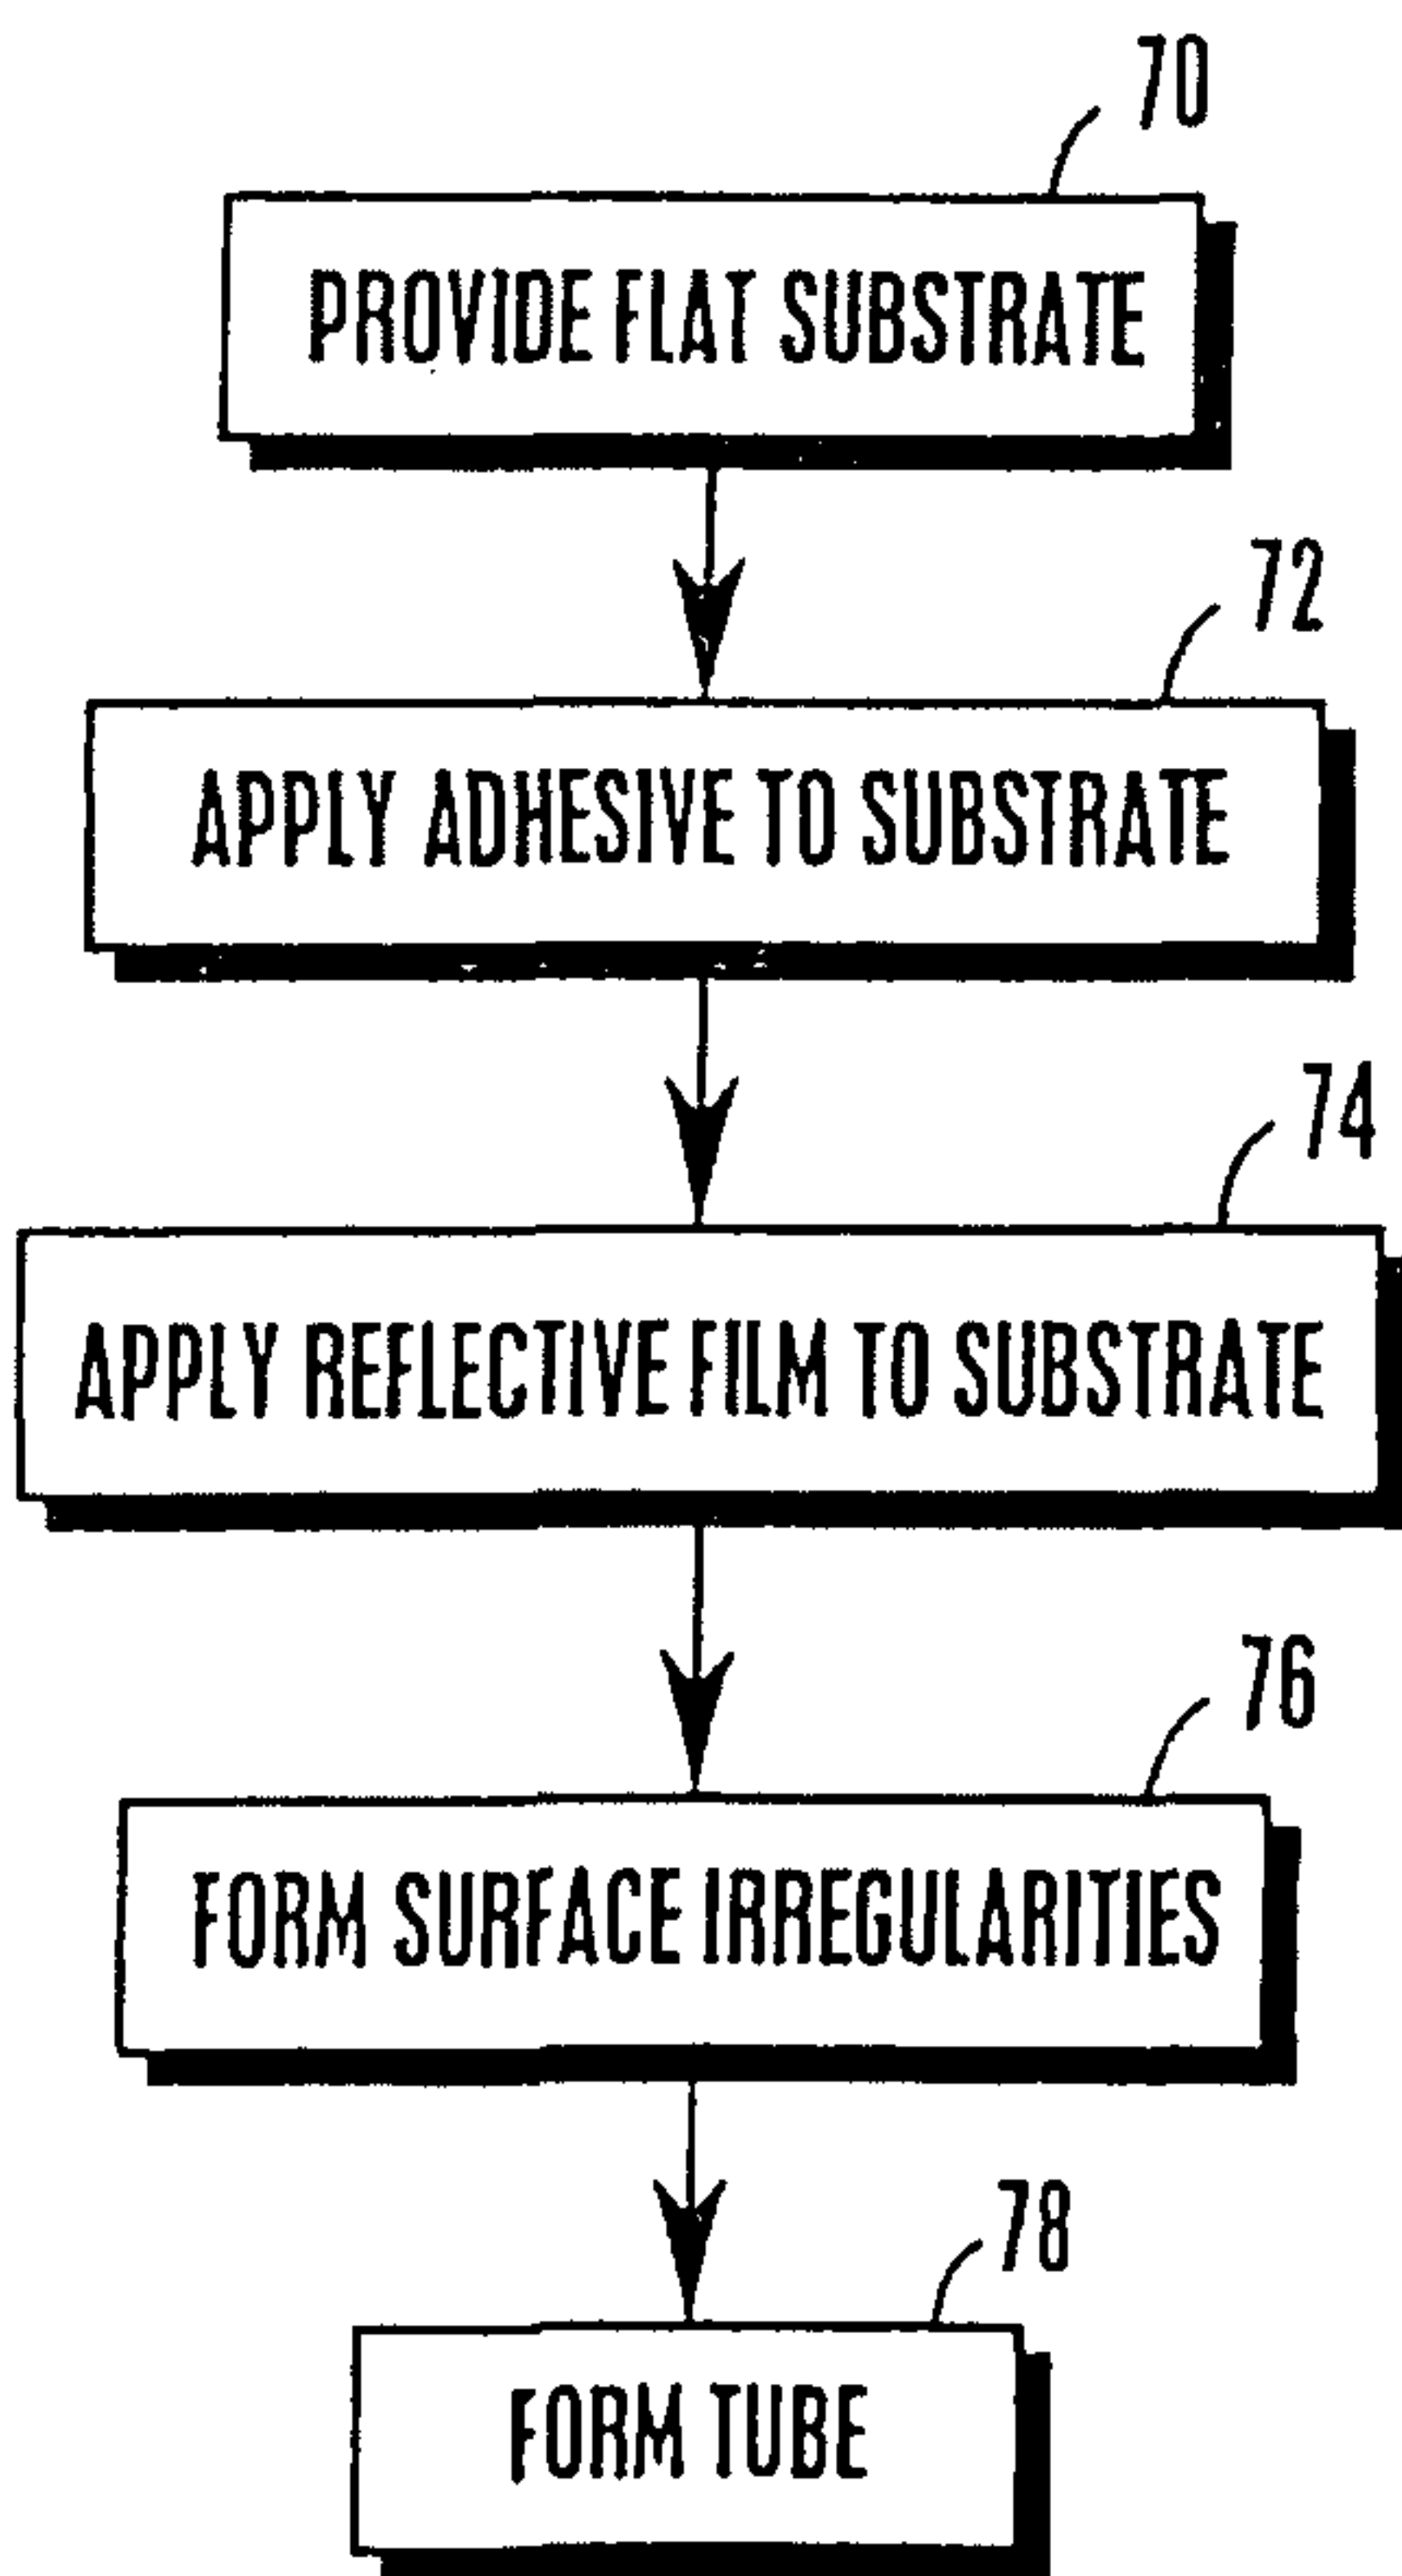 70
PROVIDE FLAT SUBSTRATE
72
APPLY ADHESIVE TO SUBSTRATE
74
APPLY REFLECTIVE FILM TO SUBSTRATE
76
FORM SURFACE IRREGULARITIES
78
FORM TUBE